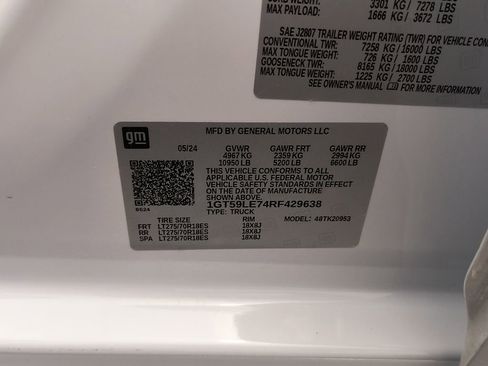 3301 KG / 7278 LBS
MAX PAYLOAD:
1666 KG / 3672 LBS
SAE J2807 TRAILER WEIGHT RATING (TWR) FOR VEHICLE
CONVENTIONAL TWR: 7258 KG / 16000 LBS
MAX TONGUE WEIGHT: 726 KG / 1600 LBS
GOOSENECK TWR: 8165 KG / 18000 LBS
MAX TONGUE WEIGHT: 1225 KG / 2700 LBS
SEE OWNER'S MANUAL FOR MORE INFORMATION
gm
MFD BY GENERAL MOTORS LLC
05/24 GVWR GAWR FRT GAWR RR
4967 KG 2359 KG 2994 KG
10950 LB 5200 LB 6600 LB
THIS VEHICLE CONFORMS TO ALL
APPLICABLE U.S. FEDERAL MOTOR
VEHICLE SAFETY STANDARDS IN EFFECT
ON THE DATE OF MANUFACTURE
SHOWN ABOVE.
1GT59LE74RF429638
TYPE: TRUCK MODEL: 48TK20953
TIRE SIZE RIM
FRT LT275/70R18ES 18X8J
RR LT275/70R18ES 18X8J
SPA LT275/70R18ES 18X8J